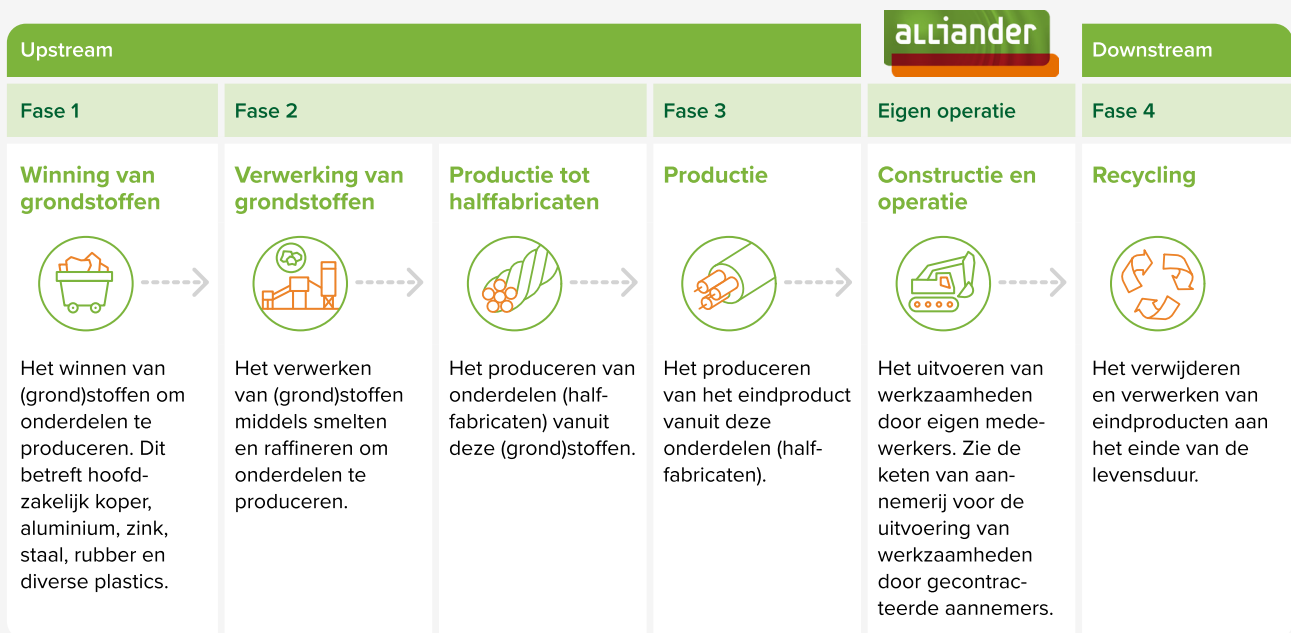 Upstream
alliander
Downstream
Fase 1
Fase 2
Fase 3
Eigen operatie
Fase 4
Winning van
grondstoffen
Het winnen van
(grond)stoffen om
onderdelen te
produceren. Dit
betreft hoofd-
zakelijk koper,
aluminium, zink,
staal, rubber en
diverse plastics.
Verwerking van
grondstoffen
Het verwerken
van (grond)stoffen
middels smelten
en raffineren om
onderdelen te
produceren.
Productie tot
halffabricaten
Het produceren van
onderdelen (half-
fabricaten) vanuit
deze (grond)stoffen.
Productie
Het produceren
van het eindproduct
vanuit deze
onderdelen (half-
fabricaten).
Constructie en
operatie
Het uitvoeren van
werkzaamheden
door eigen mede-
werkers. Zie de
keten van aan-
nemerij voor de
uitvoering van
werkzaamheden
door gecontrac-
teerde aannemers.
Recycling
Het verwijderen
en verwerken van
eindproducten aan
het einde van de
levensduur.